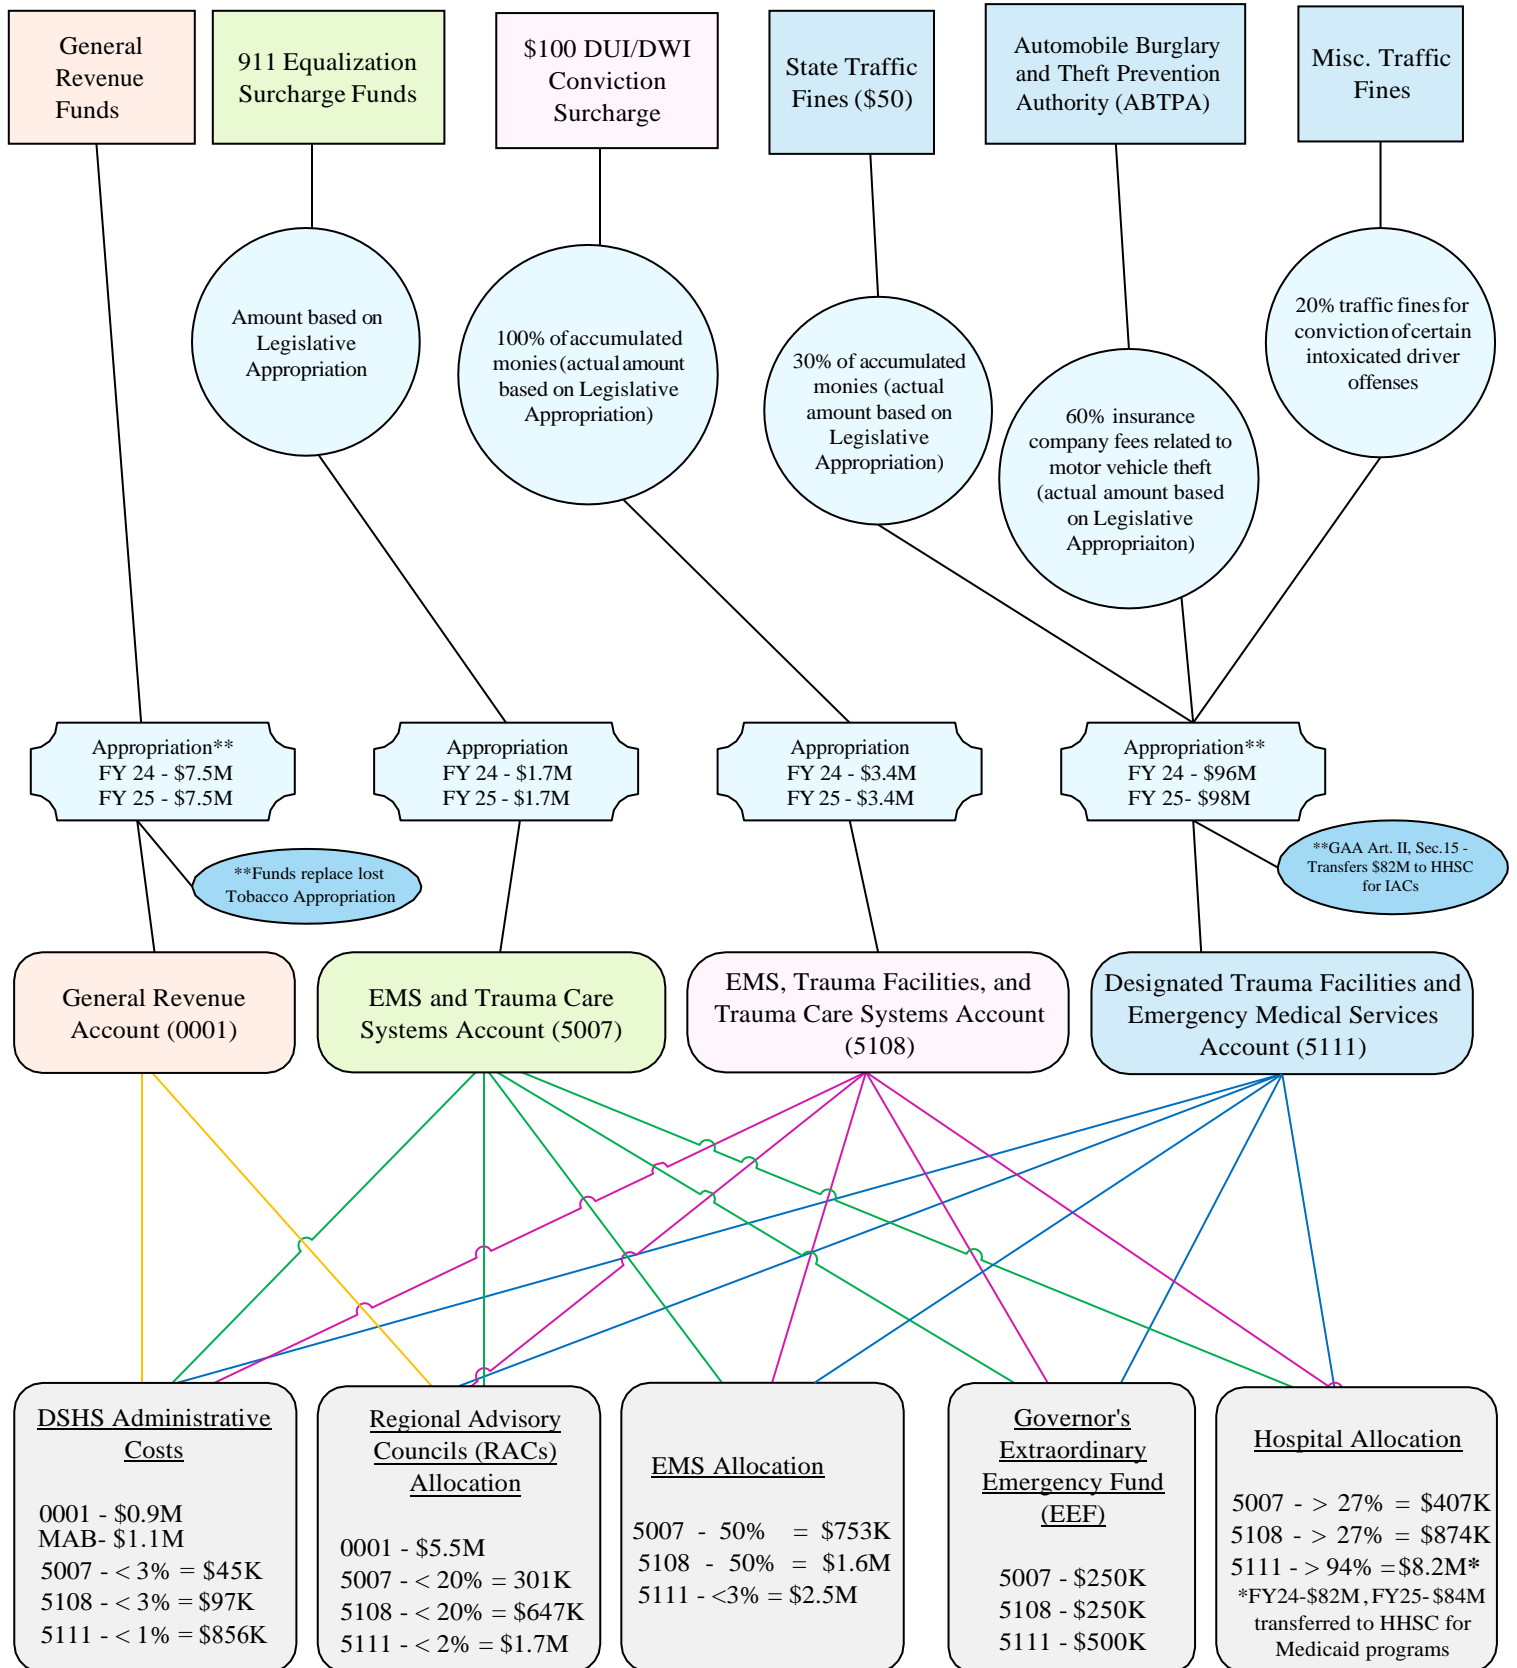 General
Revenue
Funds
911 Equalization
Surcharge Funds
$100 DUI/DWI
Conviction
Surcharge
State Traffic
Fines ($50)
Automobile Burglary
and Theft Prevention
Authority (ABTPA)
Misc. Traffic
Fines
Amount based on
Legislative
Appropriation
100% of accumulated
monies (actual amount
based on Legislative
Appropriation)
30% of accumulated
monies (actual
amount based on
Legislative
Appropriation)
60% insurance
company fees related to
motor vehicle theft
(actual amount based
on Legislative
Appropriaiton)
20% traffic fines for
conviction of certain
intoxicated driver
offenses
Appropriation**
FY 24 - $7.5M
FY 25 - $7.5M
Appropriation
FY 24 - $1.7M
FY 25 - $1.7M
Appropriation
FY 24 - $3.4M
FY 25 - $3.4M
Appropriation**
FY 24 - $96M
FY 25- $98M
**Funds replace lost
Tobacco Appropriation
**GAA Art. II, Sec.15 -
Transfers $82M to HHSC
for IACs
General Revenue
Account (0001)
EMS and Trauma Care
Systems Account (5007)
EMS, Trauma Facilities, and
Trauma Care Systems Account
(5108)
Designated Trauma Facilities and
Emergency Medical Services
Account (5111)
DSHS Administrative
Costs
0001 - $0.9M
MAB- $1.1M
5007 - < 3% = $45K
5108 - < 3% = $97K
5111 - < 1% = $856K
Regional Advisory
Councils (RACs)
Allocation
0001 - $5.5M
5007 - < 20% = 301K
5108 - < 20% = $647K
5111 - < 2% = $1.7M
EMS Allocation
5007 - 50% = $753K
5108 - 50% = $1.6M
5111 - <3% = $2.5M
Governor's
Extraordinary
Emergency Fund
(EEF)
5007 - $250K
5108 - $250K
5111 - $500K
Hospital Allocation
5007 - > 27% = $407K
5108 - > 27% = $874K
5111 - > 94% =$8.2M*
*FY24-$82M , FY25- $84M
transferred to HHSC for
Medicaid programs